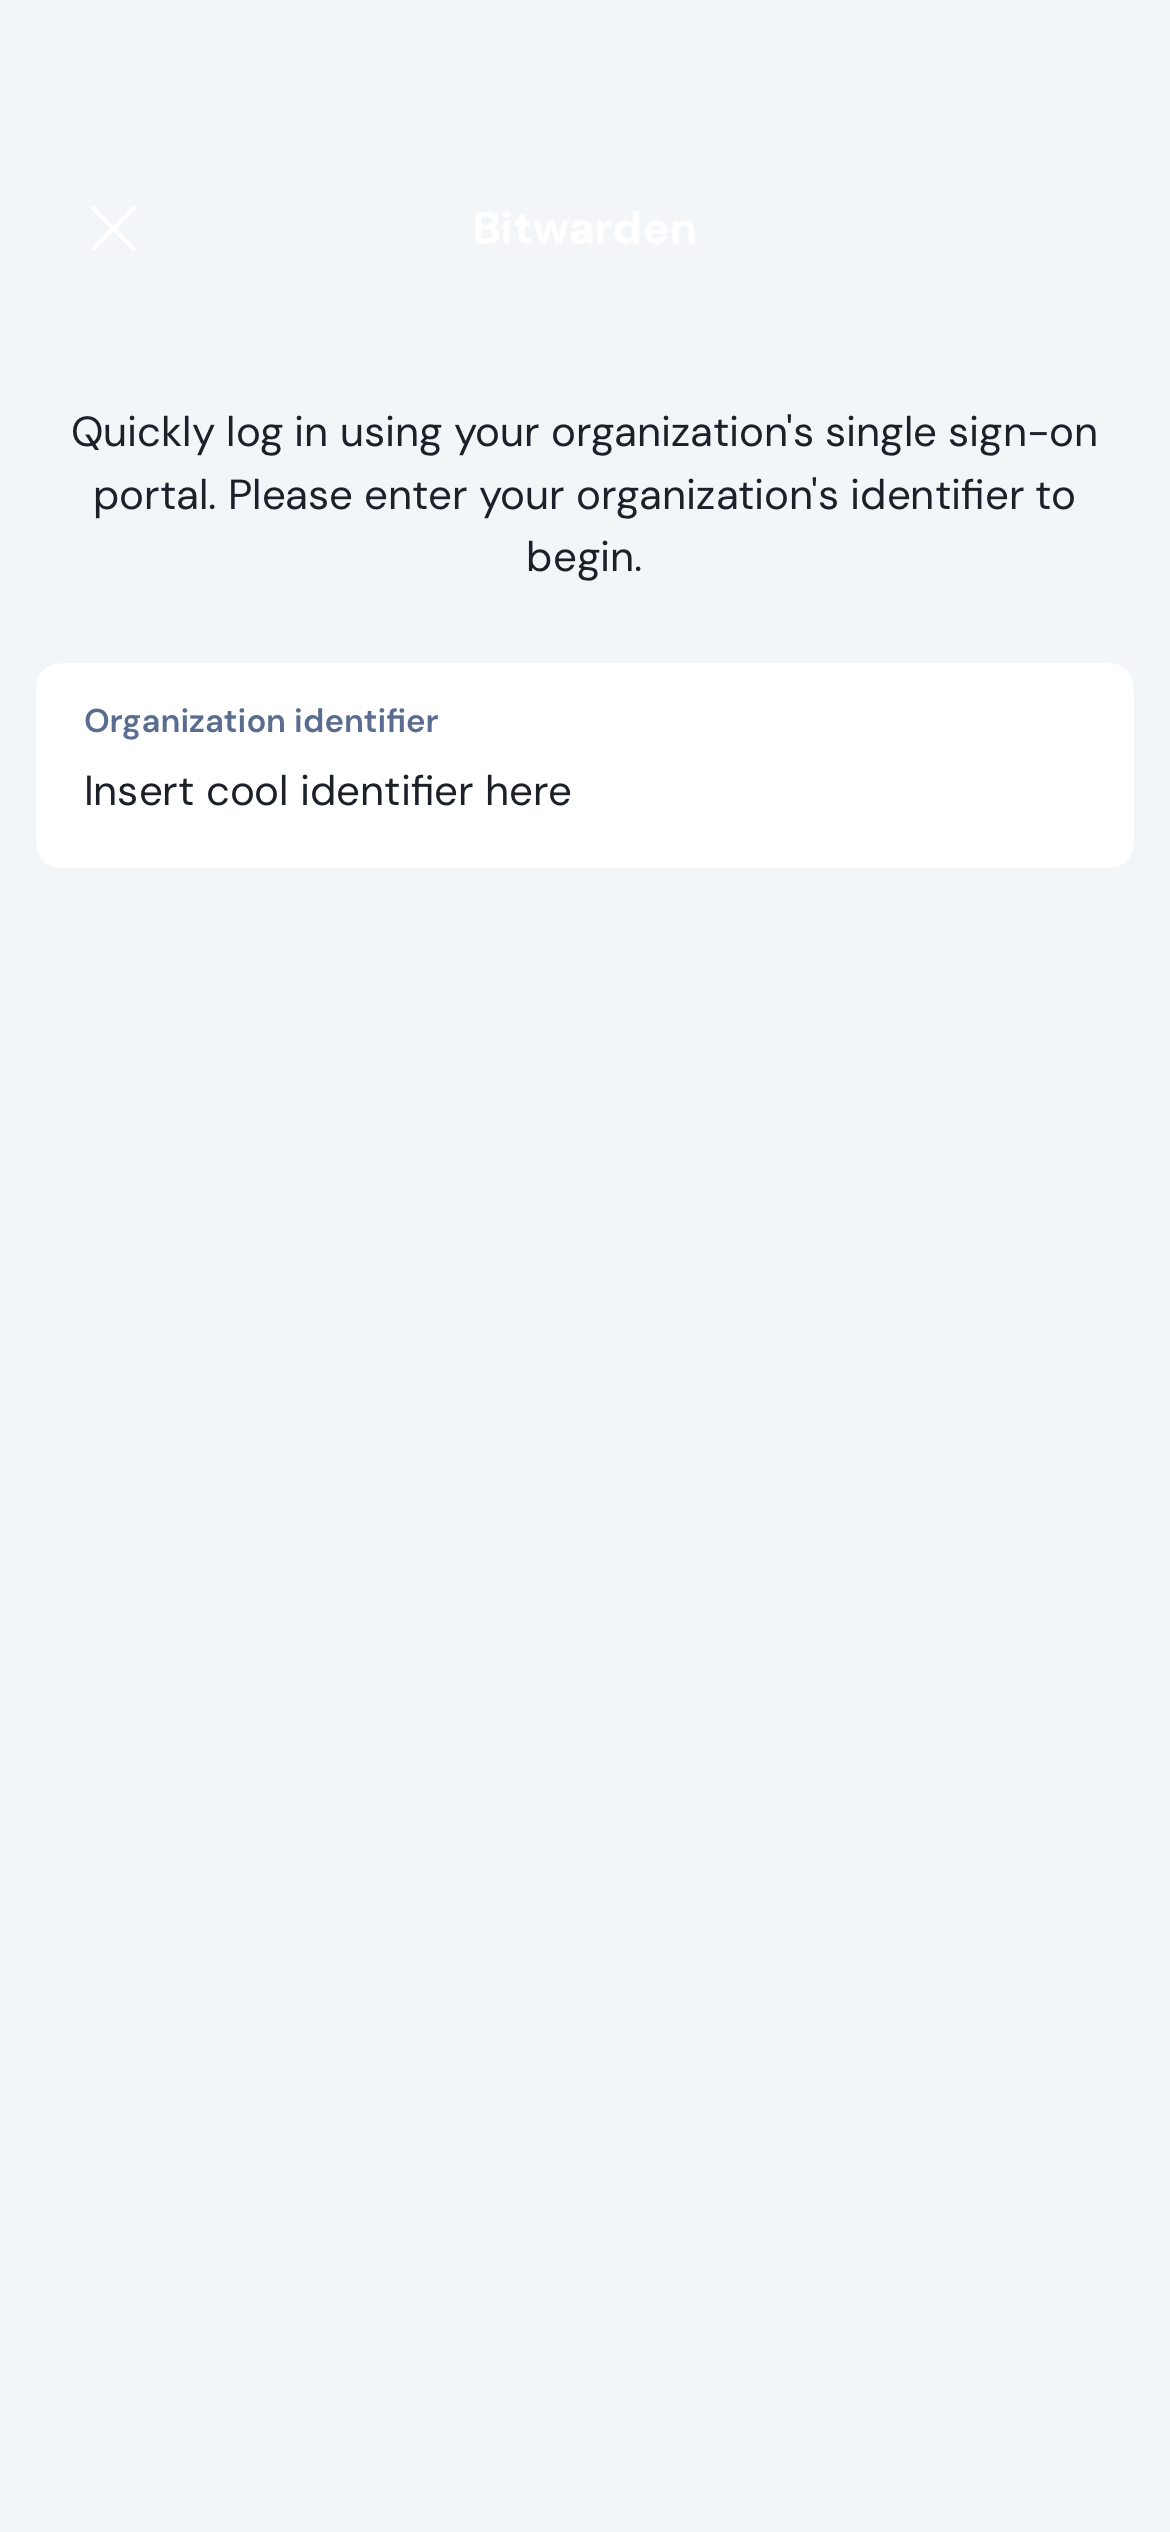 Bitwarden
Quickly log in using your organization's single sign-on
portal. Please enter your organization's identifier to
begin.
Organization identifier
Insert cool identifier here